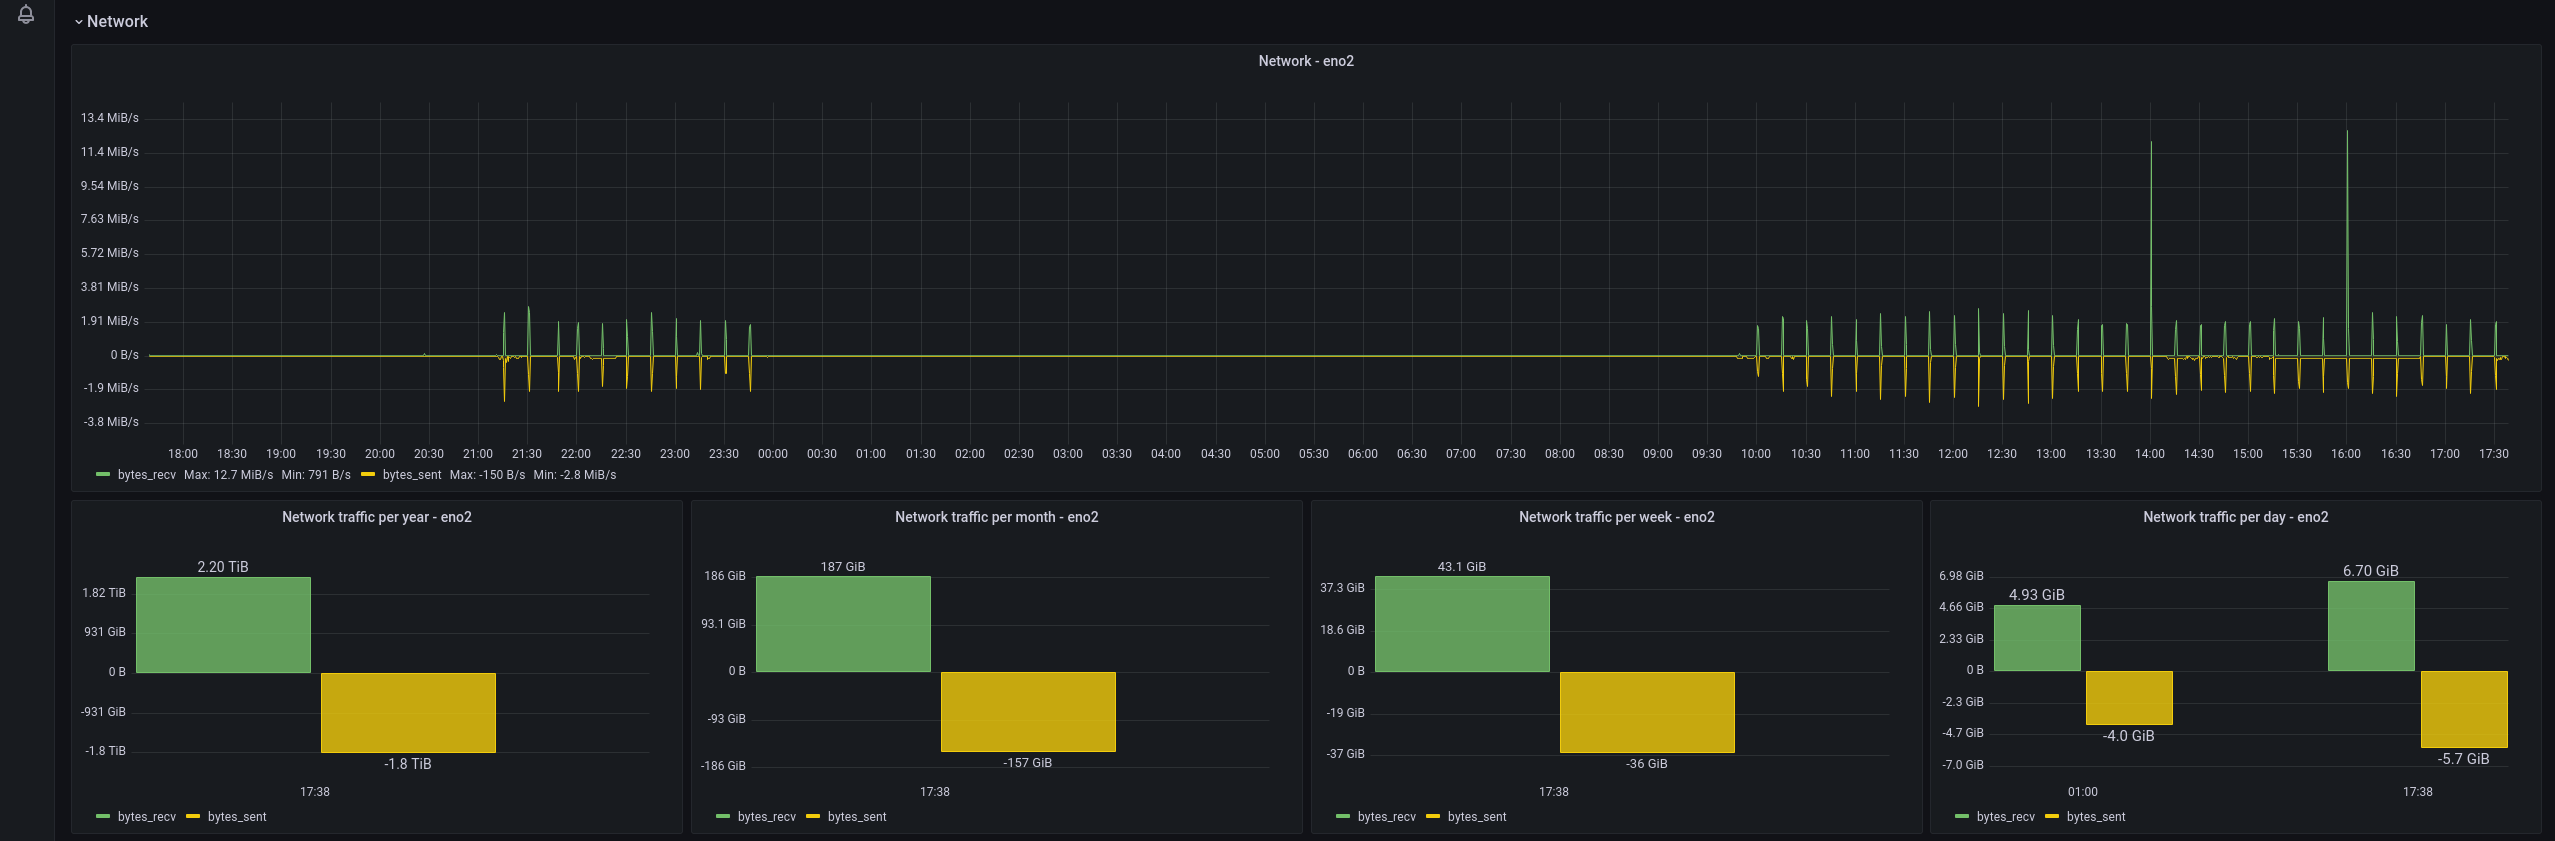 Network
Network - eno2
13.4 MiB/s
11.4 MiB/s
9.54 MiB/s
7.63 MiB/s
5.72 MiB/s
3.81 MiB/s
1.91 MiB/s
0 B/s
-1.9 MiB/s
-3.8 MiB/s
18:00 18:30 19:00 19:30 20:00 20:30 21:00 21:30 22:00 22:30 23:00 23:30 00:00 00:30 01:00 01:30 02:00 02:30 03:00 03:30 04:00 04:30 05:00 05:30 06:00 06:30 07:00 07:30 08:00 08:30 09:00 09:30 10:00 10:30 11:00 11:30 12:00 12:30 13:00 13:30 14:00 14:30 15:00 15:30 16:00 16:30 17:00 17:30
bytes_recv Max: 12.7 MiB/s Min: 791 B/s bytes_sent Max: -150 B/s Min: -2.8 MiB/s
Network traffic per year - eno2
2.20 TiB
1.82 TiB
931 GiB
0 B
-931 GiB
-1.8 TiB
-1.8 TiB
17:38
bytes_recv bytes_sent
Network traffic per month - eno2
187 GiB
186 GiB
93.1 GiB
0 B
-93 GiB
-157 GiB
-186 GiB
17:38
bytes_recv bytes_sent
Network traffic per week - eno2
43.1 GiB
37.3 GiB
18.6 GiB
0 B
-19 GiB
-37 GiB
-36 GiB
17:38
bytes_recv bytes_sent
Network traffic per day - eno2
6.70 GiB
6.98 GiB
4.93 GiB
4.66 GiB
2.33 GiB
0 B
-2.3 GiB
-4.7 GiB
-4.0 GiB
-5.7 GiB
-7.0 GiB
01:00 17:38
bytes_recv bytes_sent